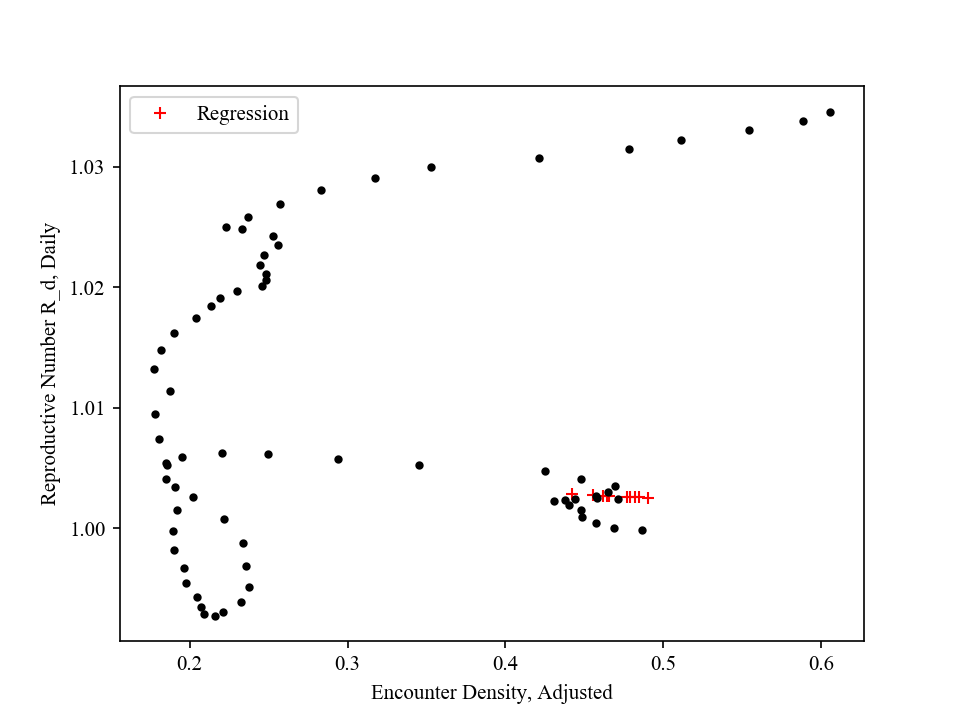 Regression
1.03
1.02
1.01
1.00
Reproductive Number R_d, Daily
0.2 0.3 0.4 0.5 0.6
Encounter Density, Adjusted